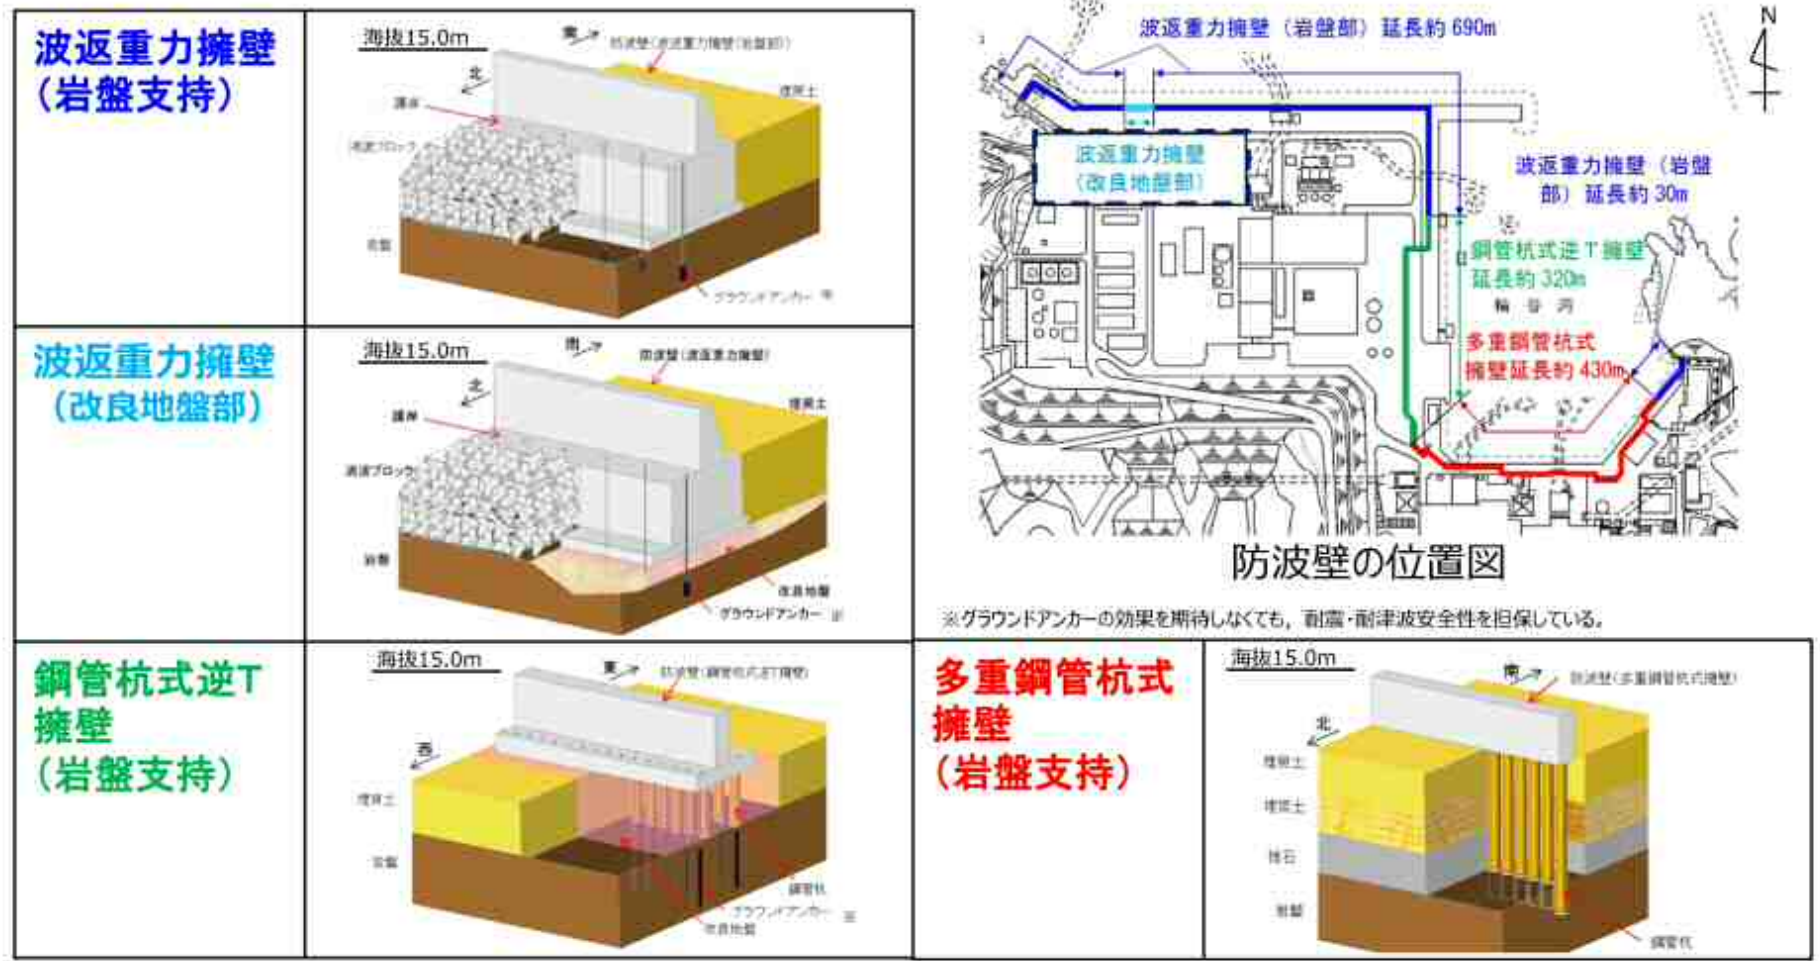 波返重力擁壁
（岩盤支持）
海抜15.0m
東
防波壁（波返重力擁壁（岩盤部））
北
護岸
埋戻土
消波ブロック
岩盤
グラウンドアンカー ※
波返重力擁壁
（改良地盤部）
海抜15.0m
南
防波壁（波返重力擁壁）
北
護岸
埋戻土
消波ブロック
岩盤
改良地盤
グラウンドアンカー ※
鋼管杭式逆T
擁壁
（岩盤支持）
海抜15.0m
東
防波壁（鋼管杭式逆T擁壁）
西
埋戻土
岩盤
鋼管杭
グラウンドアンカー ※
改良地盤
波返重力擁壁（岩盤部）延長約 690m
N
波返重力擁壁
（改良地盤部）
波返重力擁壁（岩盤
部）延長約 30m
鋼管杭式逆T擁壁
延長約 320m
輪谷湾
多重鋼管杭式
擁壁延長約 430m
防波壁の位置図
※グラウンドアンカーの効果を期待しなくても，耐震・耐津波安全性を担保している。
多重鋼管杭式
擁壁
（岩盤支持）
海抜15.0m
南
防波壁（多重鋼管杭式擁壁）
北
埋戻土
埋戻土
捨石
岩盤
鋼管杭